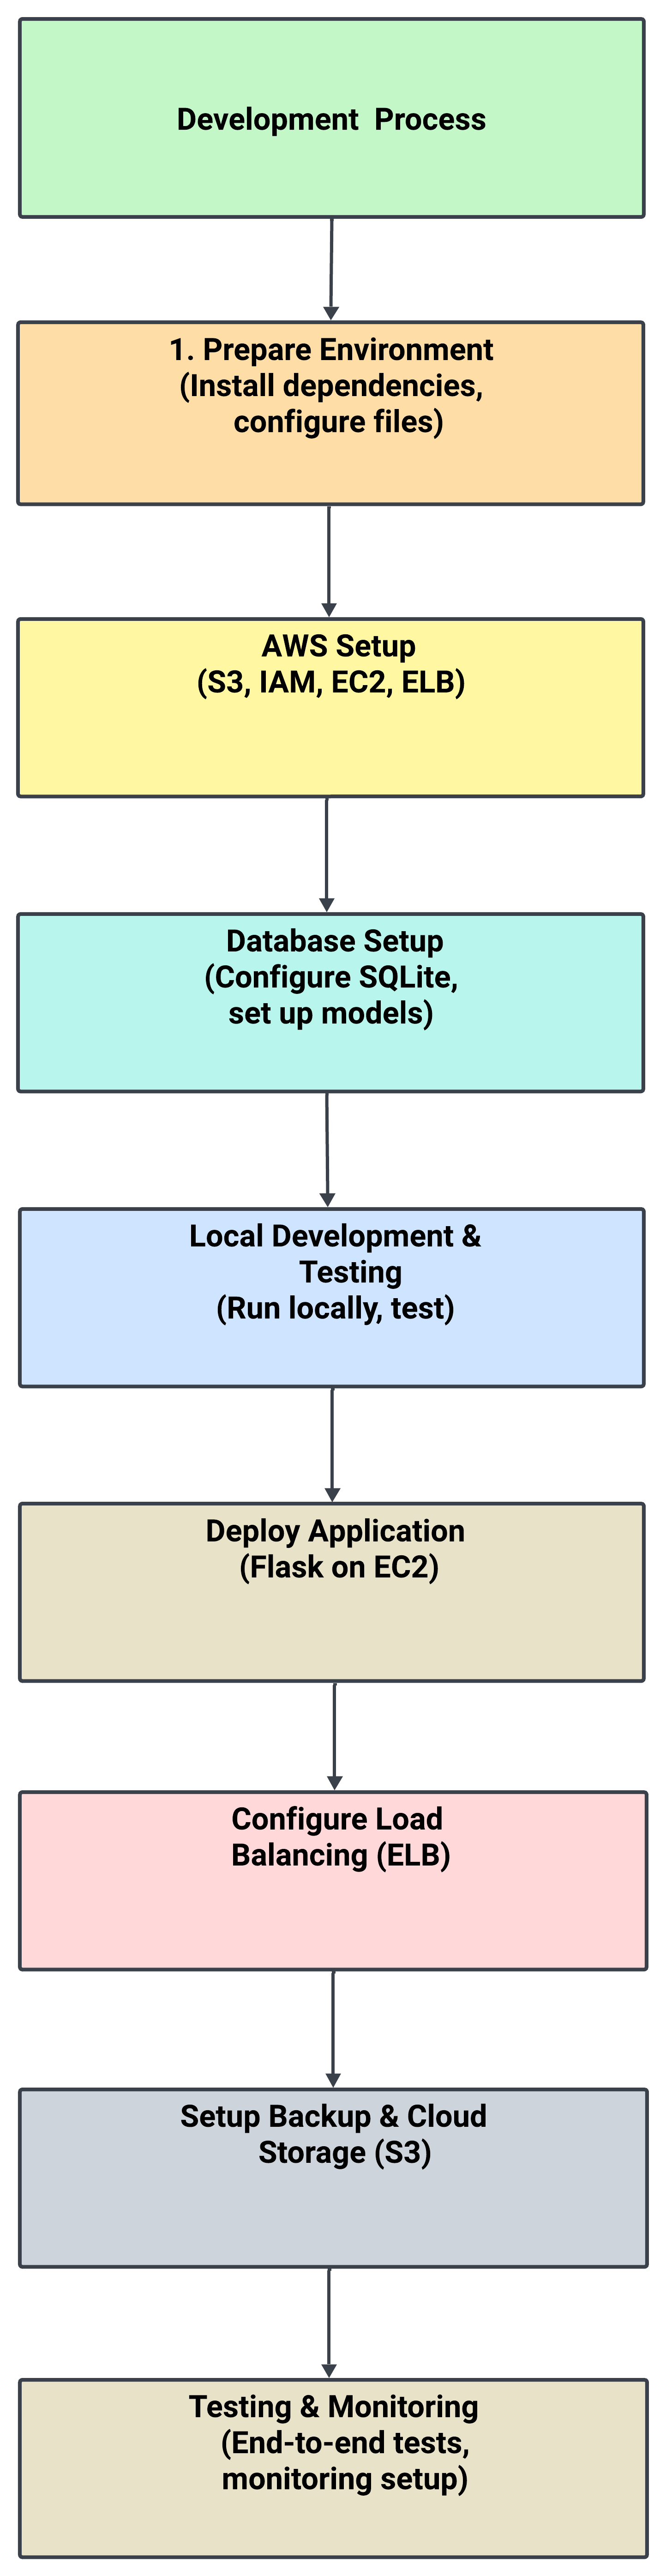 Development  Process
1. Prepare Environment
(Install dependencies,
configure files)
AWS Setup
(S3, IAM, EC2, ELB)
Database Setup
(Configure SQLite,
set up models)
Local Development &
Testing
(Run locally, test)
Deploy Application
(Flask on EC2)
Configure Load
Balancing (ELB)
Setup Backup & Cloud
Storage (S3)
Testing & Monitoring
(End-to-end tests,
monitoring setup)